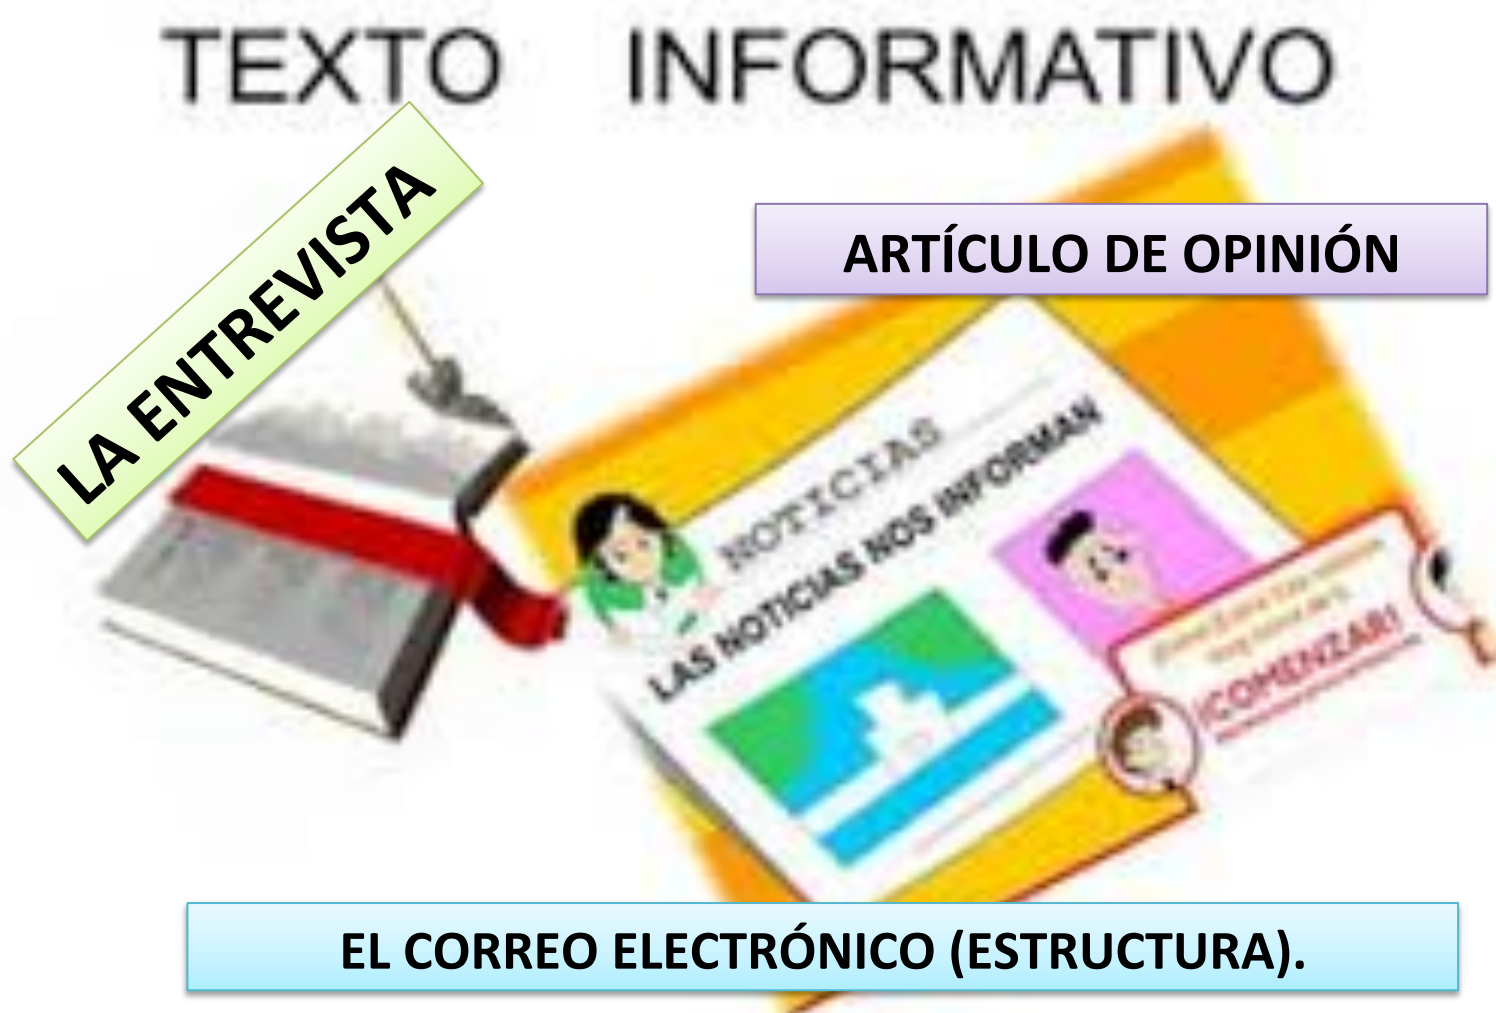 TEXTO INFORMATIVO
LA ENTREVISTA
ARTÍCULO DE OPINIÓN
NOTICIAS
LAS NOTICIAS NOS INFORMAN
¡COMENZAR!
EL CORREO ELECTRÓNICO (ESTRUCTURA).